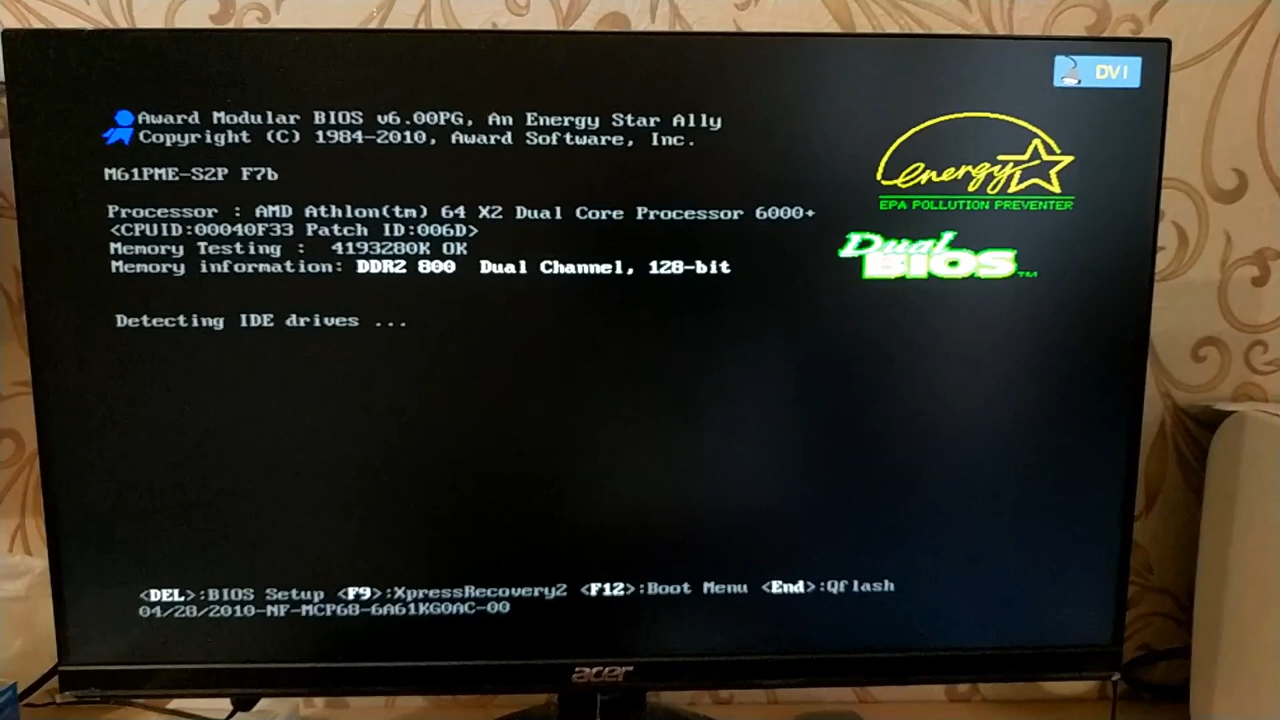 DVI
Award Modular BIOS v6.00PG, An Energy Star Ally
Copyright (C) 1984-2010, Award Software, Inc.
energy
EPA POLLUTION PREVENTER
M61PME-S2P F7b
Processor : AMD Athlon(tm) 64 X2 Dual Core Processor 6000+
<CPUID:00040F33 Patch ID:006D>
Memory Testing :  4193280K OK
Memory information: DDR2 800  Dual Channel, 128-bit
Dual
BIOS™
Detecting IDE drives ...
<DEL>:BIOS Setup <F9>:XpressRecovery2 <F12>:Boot Menu <End>:Qflash
04/28/2010-NF-MCP68-6A61KG0AC-00
acer